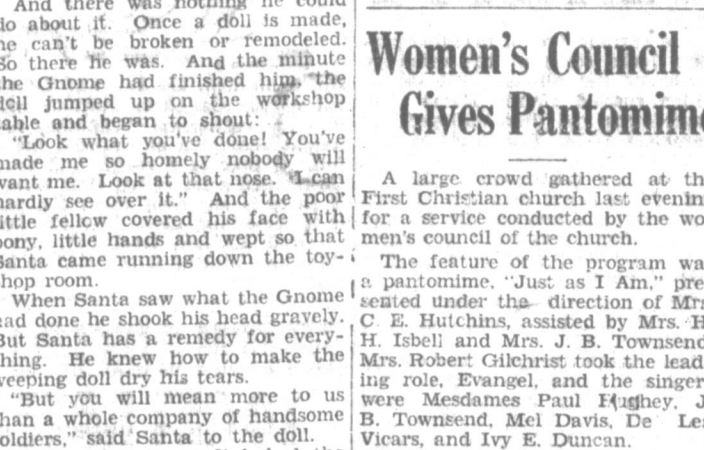 And there was nothing he could
do about it. Once a doll is made,
he can't be broken or remodeled.
So there he was. And the minute
the Gnome had finished him, the
doll jumped up on the workshop
table and began to shout:
"Look what you've done! You've
made me so homely nobody will
want me. Look at that nose. I can
hardly see over it." And the poor
little fellow covered his face with
bony, little hands and wept so that
Santa came running down the toy-
shop room.
When Santa saw what the Gnome
had done he shook his head gravely.
But Santa has a remedy for every-
thing. He knew how to make the
weeping doll dry his tears.
"But you will mean more to us
than a whole company of handsome
soldiers," said Santa to the doll.
Women's Council
Gives Pantomime
A large crowd gathered at th
First Christian church last evenin
for a service conducted by the wo
men's council of the church.
The feature of the program wa
a pantomime, "Just as I Am," pre
sented under the direction of Mrs
C. E. Hutchins, assisted by Mrs. H
H. Isbell and Mrs. J. B. Townsend
Mrs. Robert Gilchrist took the lead
ing role, Evangel, and the singer
were Mesdames Paul Hughey, J
B. Townsend, Mel Davis, De Le
Vicars, and Ivy E. Duncan.